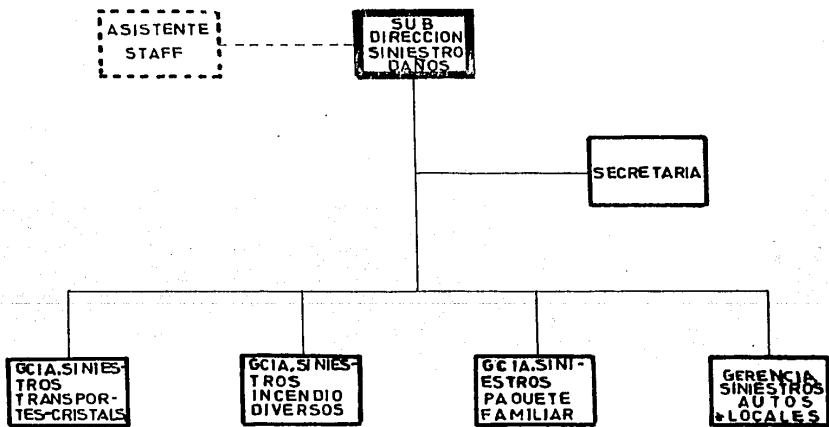 ASISTENTE
STAFF
SUB
DIRECCION
SINIESTRO
DAÑOS
SECRETARIA
GCIA.SINIES-
TROS
TRANSPOR-
TES-CRISTALS
GCIA.SINIES-
TROS
INCENDIO
DIVERSOS
GCIA.SINI-
ESTROS
PAQUETE
FAMILIAR
GERENCIA
SINIESTROS
AUTOS
*LOCALES